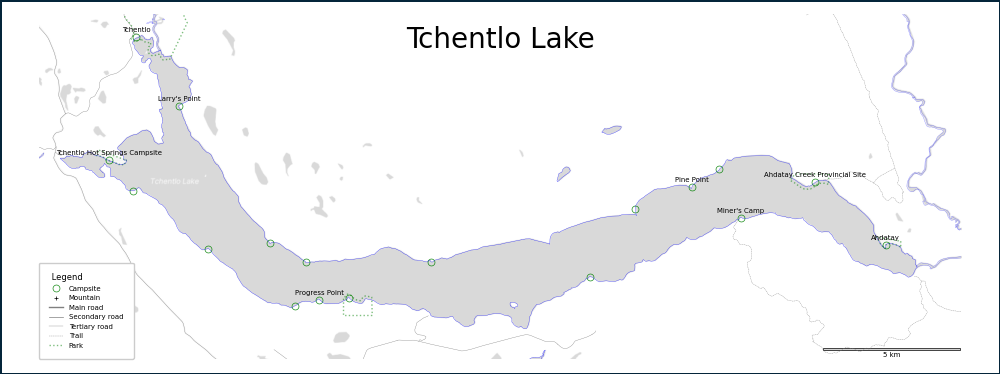 Tchentlo Lake
Tchentlo
Larry's Point
Tchentlo Hot Springs Campsite
Tchentlo Lake
Pine Point
Ahdatay Creek Provincial Site
Miner's Camp
Ahdatay
Progress Point
Legend
Campsite
Mountain
Main road
Secondary road
Tertiary road
Trail
Park
5 km